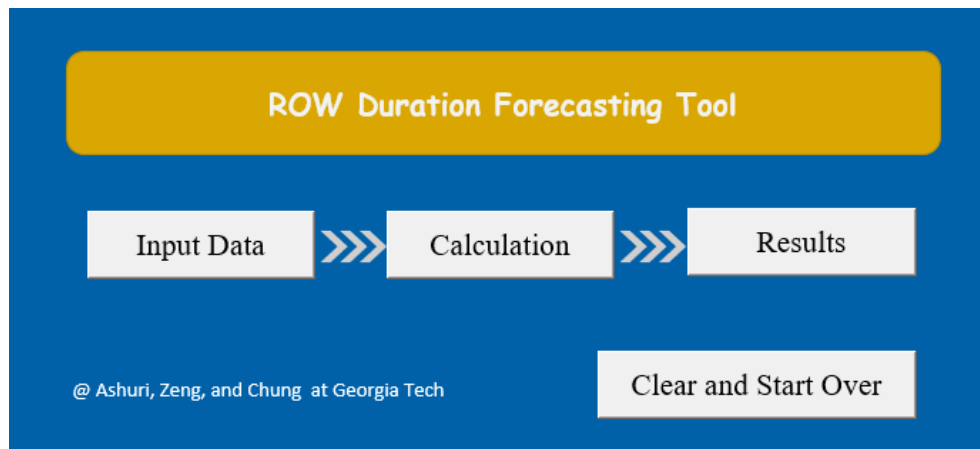 ROW Duration Forecasting Tool
Input Data
Calculation
Results
@ Ashuri, Zeng, and Chung at Georgia Tech
Clear and Start Over